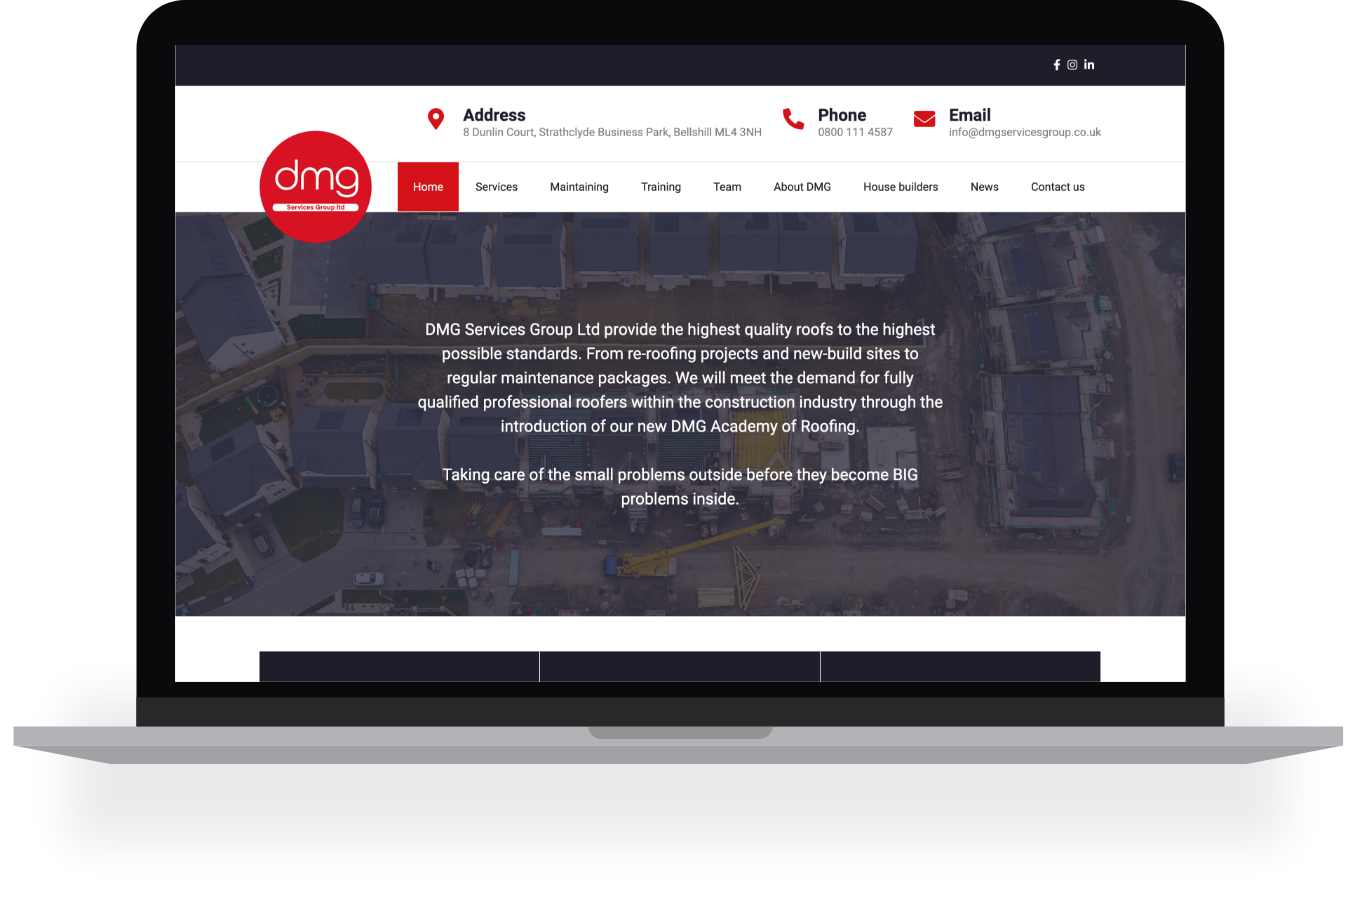 Address
8 Dunlin Court, Strathclyde Business Park, Bellshill ML4 3NH
Phone
0800 111 4587
Email
info@dmgservicesgroup.co.uk
dmg
Services Group ltd
Home
Services
Maintaining
Training
Team
About DMG
House builders
News
Contact us
DMG Services Group Ltd provide the highest quality roofs to the highest
possible standards. From re-roofing projects and new-build sites to
regular maintenance packages. We will meet the demand for fully
qualified professional roofers within the construction industry through the
introduction of our new DMG Academy of Roofing.
Taking care of the small problems outside before they become BIG
problems inside.